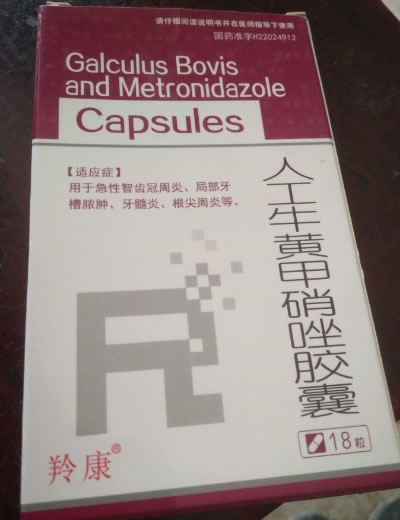 请仔细阅读说明书并在医师指导下使用
国药准字H22024912
Galculus Bovis
and Metronidazole
Capsules
【适应症】
用于急性智齿冠周炎、局部牙
槽脓肿、牙髓炎、根尖周炎等。
人工牛黄甲硝唑胶囊
18粒
羚康®